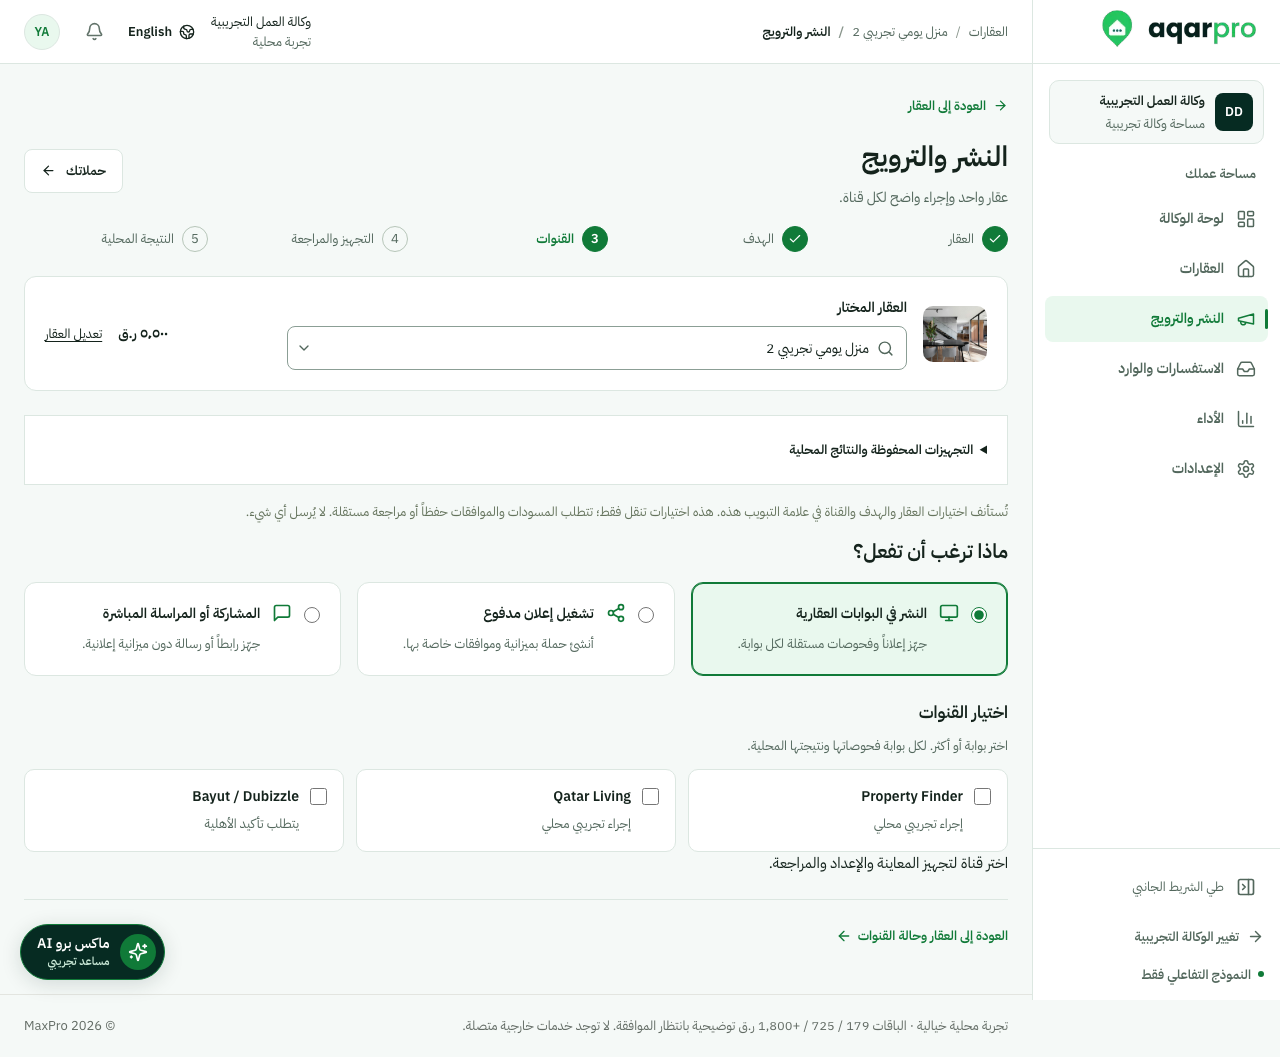 aqarpro
DD
وكالة العمل التجريبية
مساحة وكالة تجريبية
مساحة عملك
لوحة الوكالة
العقارات
النشر والترويج
الاستفسارات والوارد
الأداء
الإعدادات
طي الشريط الجانبي
تغيير الوكالة التجريبية
النموذج التفاعلي فقط
العقارات / منزل يومي تجريبي 2 / النشر والترويج
وكالة العمل التجريبية
تجربة محلية
English
YA
العودة إلى العقار
النشر والترويج
عقار واحد وإجراء واضح لكل قناة.
حملاتك
العقار
الهدف
3 القنوات
4 التجهيز والمراجعة
5 النتيجة المحلية
العقار المختار
منزل يومي تجريبي 2
٥,٥٠٠ ر.ق
تعديل العقار
التجهيزات المحفوظة والنتائج المحلية
تُستأنف اختيارات العقار والهدف والقناة في علامة التبويب هذه. هذه اختيارات تنقل فقط؛ تتطلب المسودات والموافقات حفظاً أو مراجعة مستقلة. لا يُرسل أي شيء.
ماذا ترغب أن تفعل؟
النشر في البوابات العقارية
جهّز إعلاناً وفحوصات مستقلة لكل بوابة.
تشغيل إعلان مدفوع
أنشئ حملة بميزانية وموافقات خاصة بها.
المشاركة أو المراسلة المباشرة
جهّز رابطاً أو رسالة دون ميزانية إعلانية.
اختيار القنوات
اختر بوابة أو أكثر. لكل بوابة فحوصاتها ونتيجتها المحلية.
Property Finder
إجراء تجريبي محلي
Qatar Living
إجراء تجريبي محلي
Bayut / Dubizzle
يتطلب تأكيد الأهلية
اختر قناة لتجهيز المعاينة والإعداد والمراجعة.
العودة إلى العقار وحالة القنوات
ماكس برو AI
مساعد تجريبي
تجربة محلية خيالية · الباقات 179 / 725 / +1,800 ر.ق توضيحية بانتظار الموافقة. لا توجد خدمات خارجية متصلة.
© 2026 MaxPro